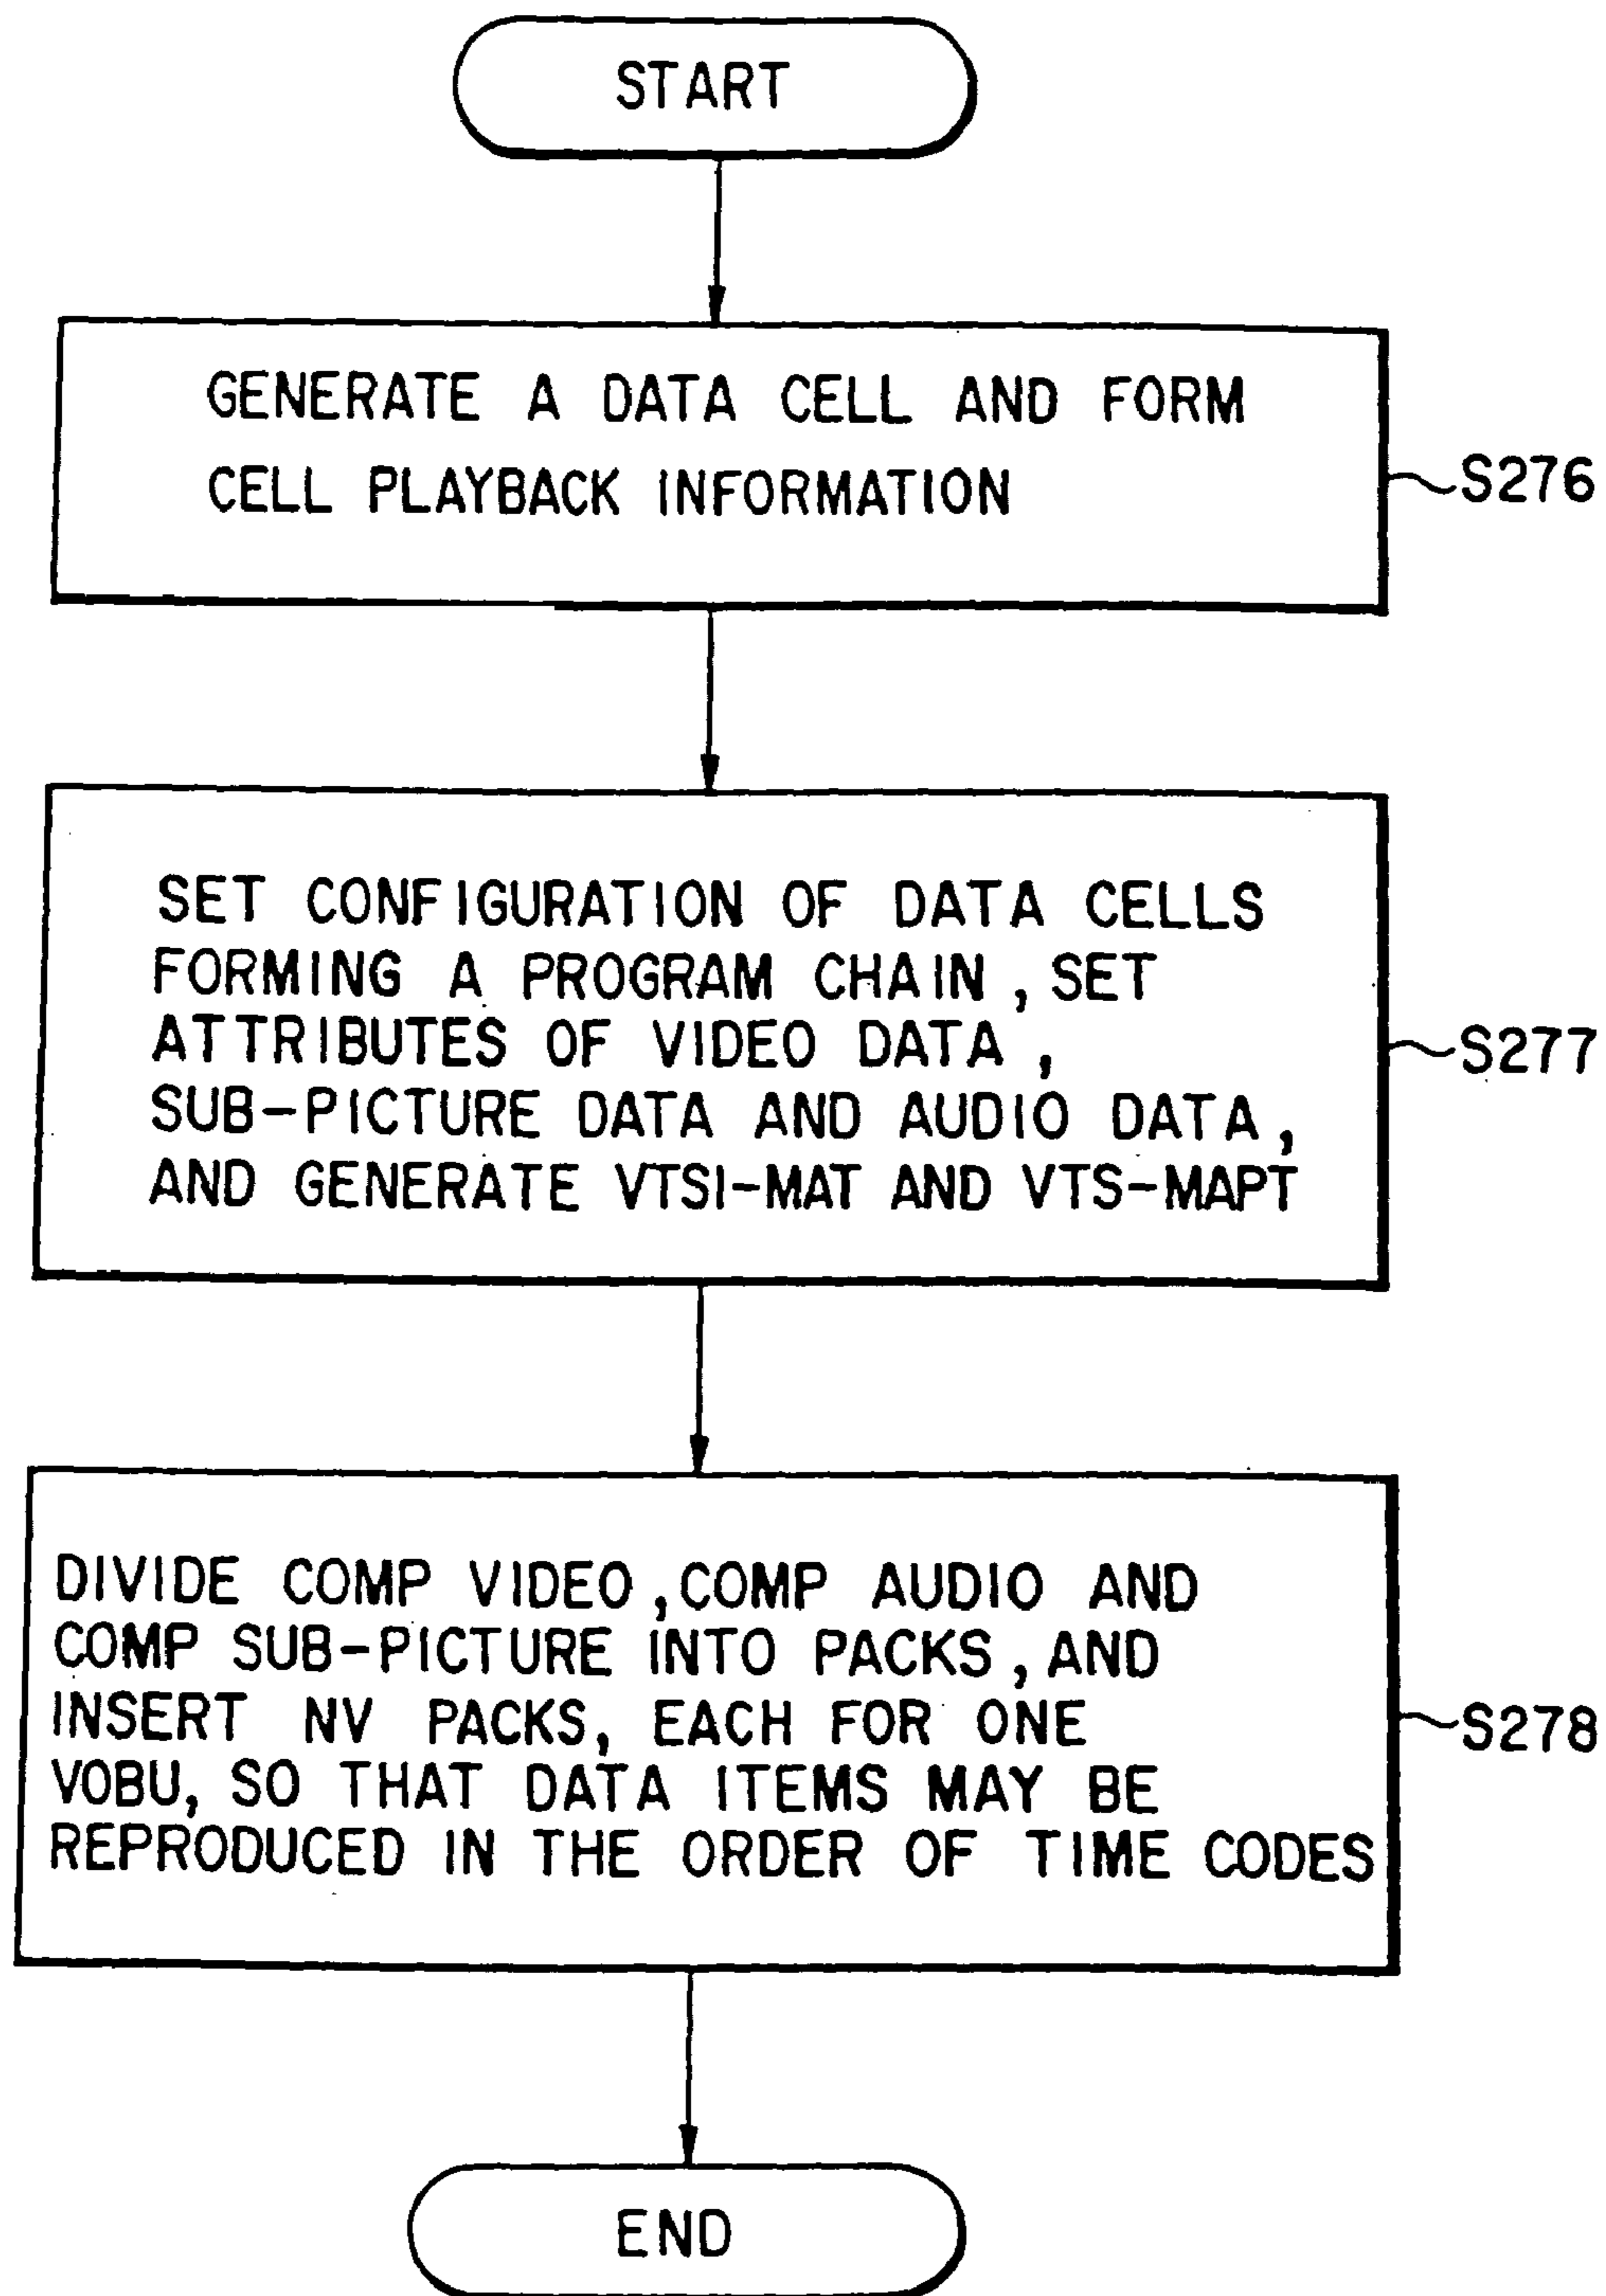 START
GENERATE A DATA CELL AND FORM
CELL PLAYBACK INFORMATION
S276
SET CONFIGURATION OF DATA CELLS
FORMING A PROGRAM CHAIN, SET
ATTRIBUTES OF VIDEO DATA,
SUB-PICTURE DATA AND AUDIO DATA,
AND GENERATE VTSI-MAT AND VTS-MAPT
S277
DIVIDE COMP VIDEO, COMP AUDIO AND
COMP SUB-PICTURE INTO PACKS, AND
INSERT NV PACKS, EACH FOR ONE
VOBU, SO THAT DATA ITEMS MAY BE
REPRODUCED IN THE ORDER OF TIME CODES
S278
END